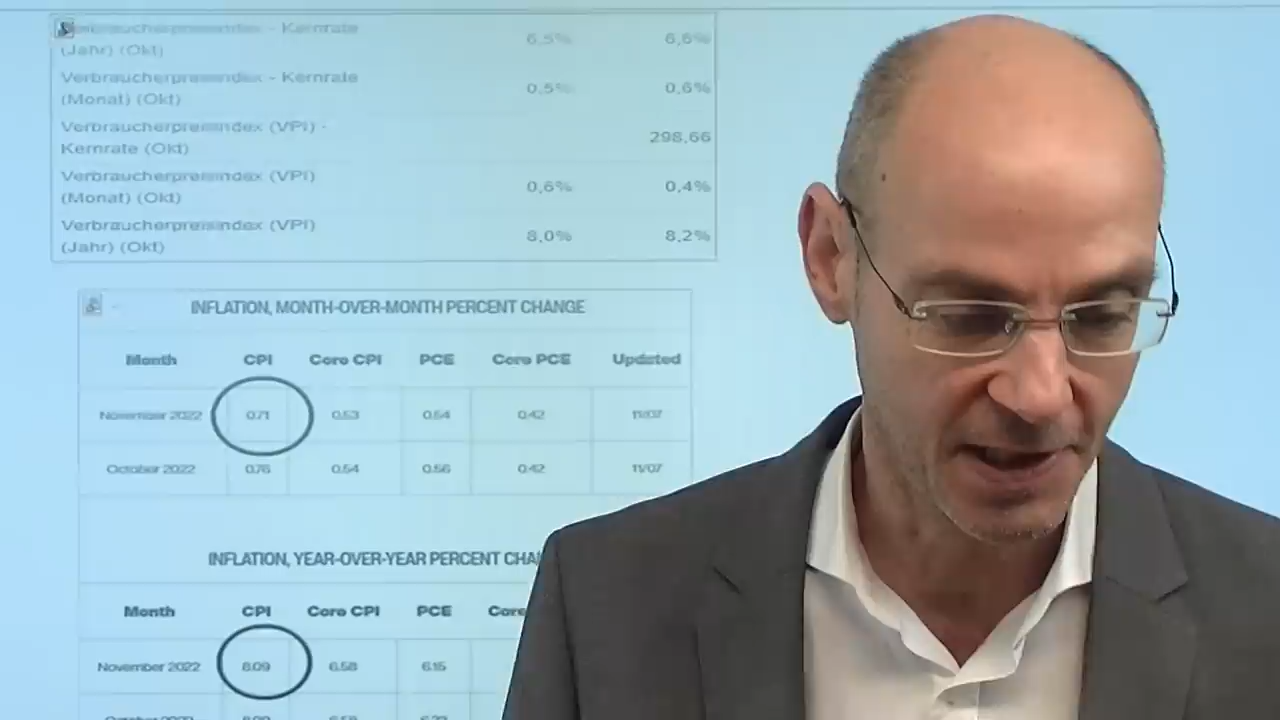 Verbraucherpreisindex - Kernrate
(Jahr) (Okt) 6,5% 6,6%
Verbraucherpreisindex - Kernrate
(Monat) (Okt) 0,5% 0,6%
Verbraucherpreisindex (VPI) -
Kernrate (Okt) 298,66
Verbraucherpreisindex (VPI)
(Monat) (Okt) 0,6% 0,4%
Verbraucherpreisindex (VPI)
(Jahr) (Okt) 8,0% 8,2%
INFLATION, MONTH-OVER-MONTH PERCENT CHANGE
Month CPI Core CPI PCE Core PCE Updated
November 2022 0.71 0.53 0.54 0.42 11/07
October 2022 0.76 0.54 0.56 0.42 11/07
INFLATION, YEAR-OVER-YEAR PERCENT CHAN
Month CPI Core CPI PCE Core
November 2022 8.09 6.58 6.15
October 2022